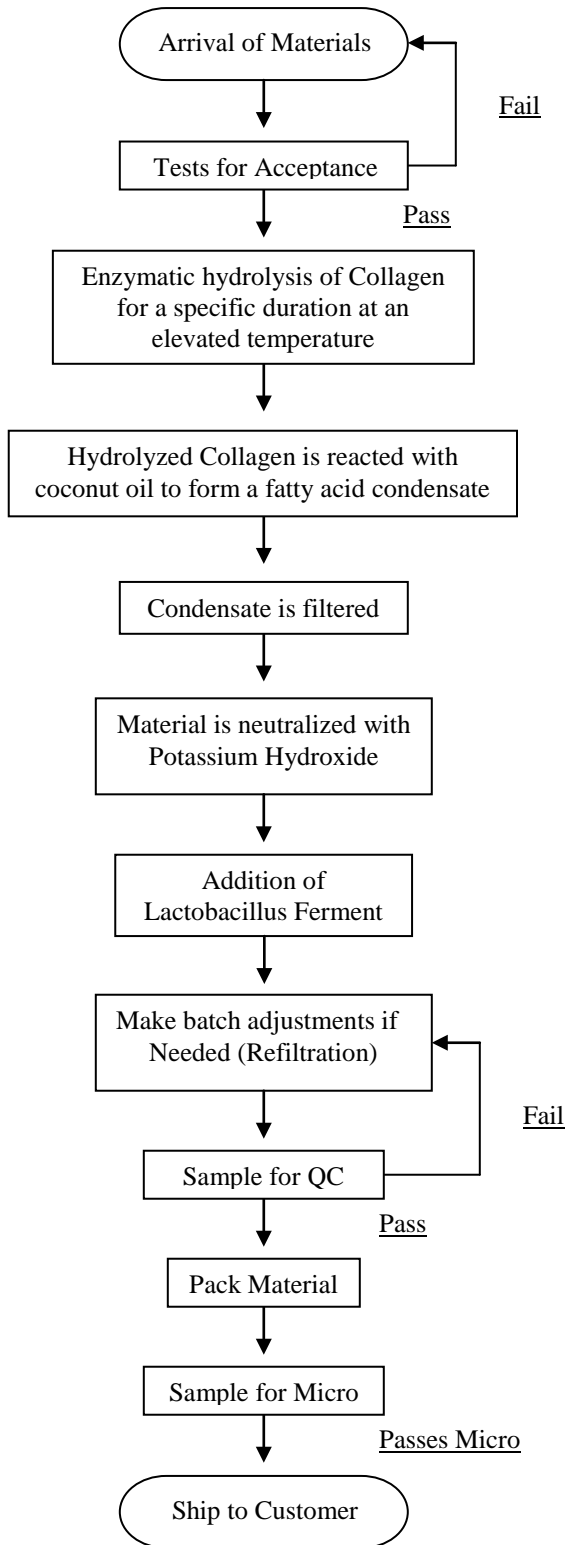 Arrival of Materials
Fail
Tests for Acceptance
Pass
Enzymatic hydrolysis of Collagen
for a specific duration at an
elevated temperature
Hydrolyzed Collagen is reacted with
coconut oil to form a fatty acid condensate
Condensate is filtered
Material is neutralized with
Potassium Hydroxide
Addition of
Lactobacillus Ferment
Make batch adjustments if
Needed (Refiltration)
Fail
Sample for QC
Pass
Pack Material
Sample for Micro
Passes Micro
Ship to Customer